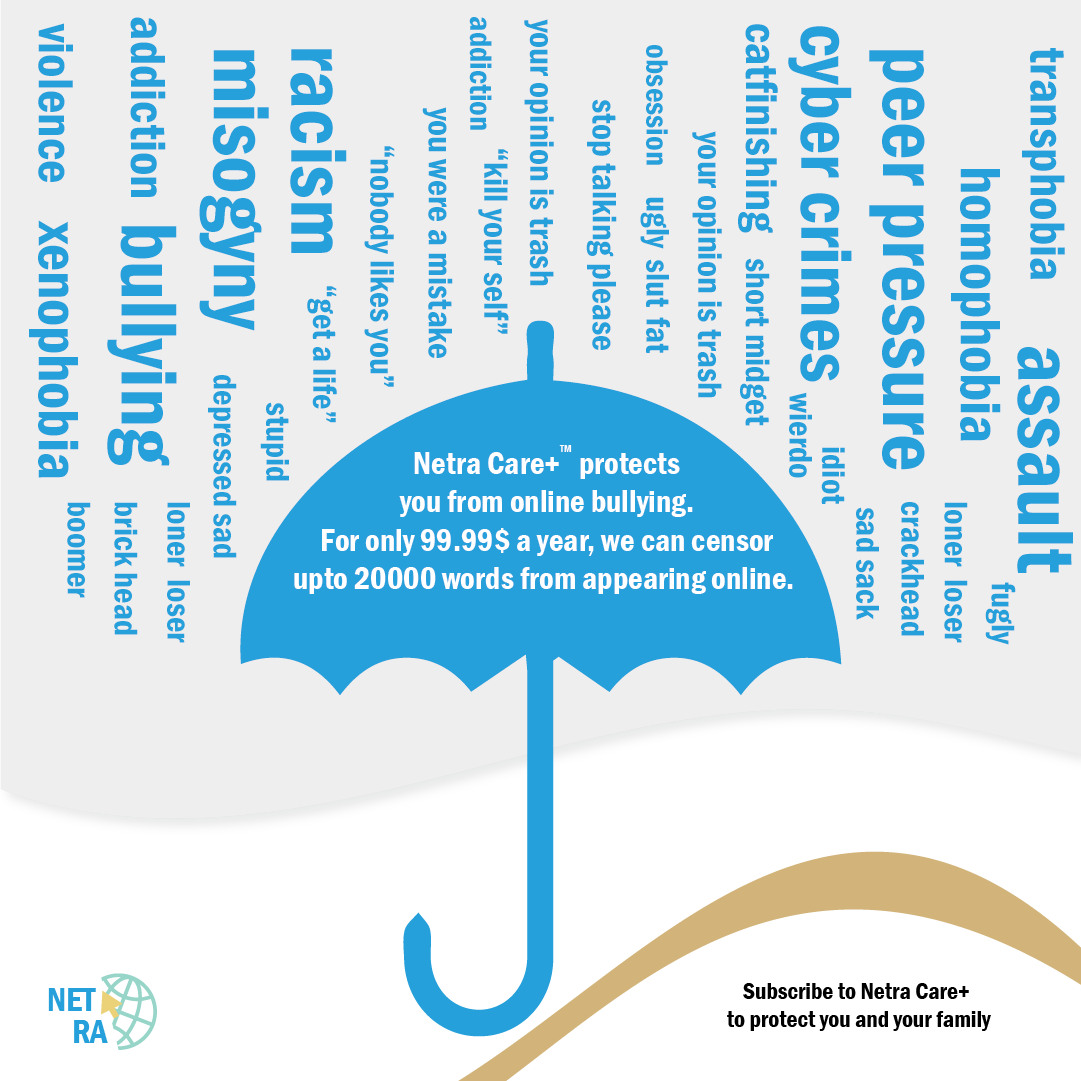 violence
xenophobia
boomer
addiction
bullying
brick head
loner loser
misogyny
depressed sad
stupid
racism
“get a life”
“nobody likes you”
you were a mistake
addiction
“kill your self”
your opinion is trash
stop talking please
obsession
ugly slut fat
your opinion is trash
catfinishing
short midget
cyber crimes
wierdo
idiot
sad sack
peer pressure
crackhead
loner loser
homophobia
fugly
transphobia
assault
Netra Care+™ protects
you from online bullying.
For only 99.99$ a year, we can censor
upto 20000 words from appearing online.
NET
RA
Subscribe to Netra Care+
to protect you and your family